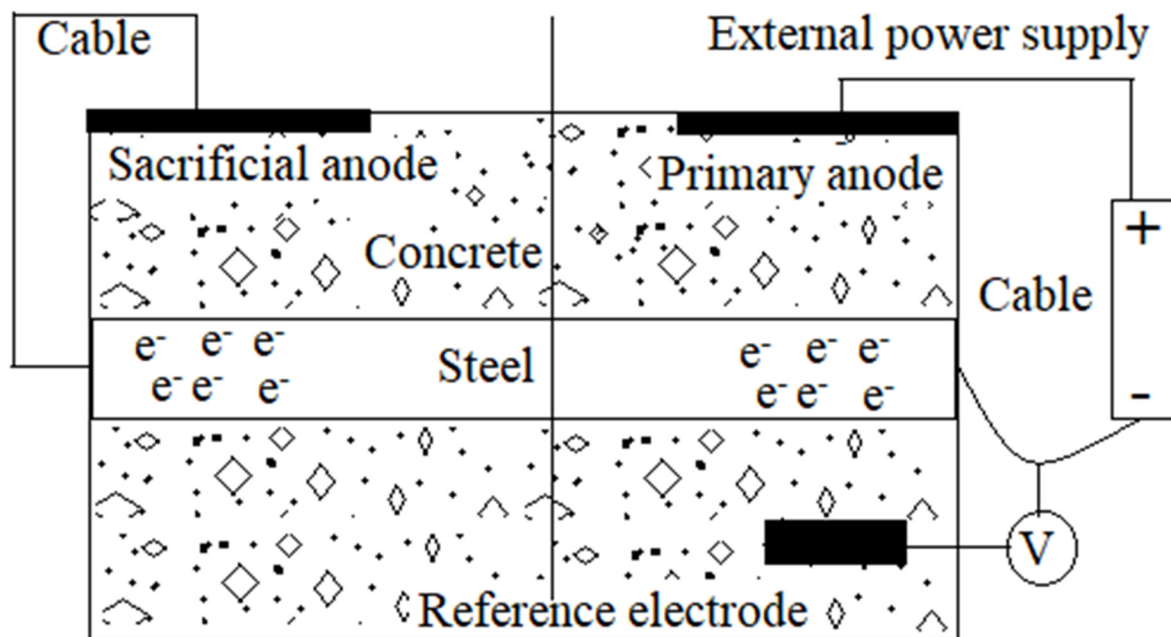 Cable
External power supply
Sacrificial anode
Primary anode
Concrete
+
Cable
e⁻ e⁻ e⁻
e⁻ e⁻ e⁻
Steel
e⁻ e⁻ e⁻
e⁻ e⁻ e⁻
-
V
Reference electrode